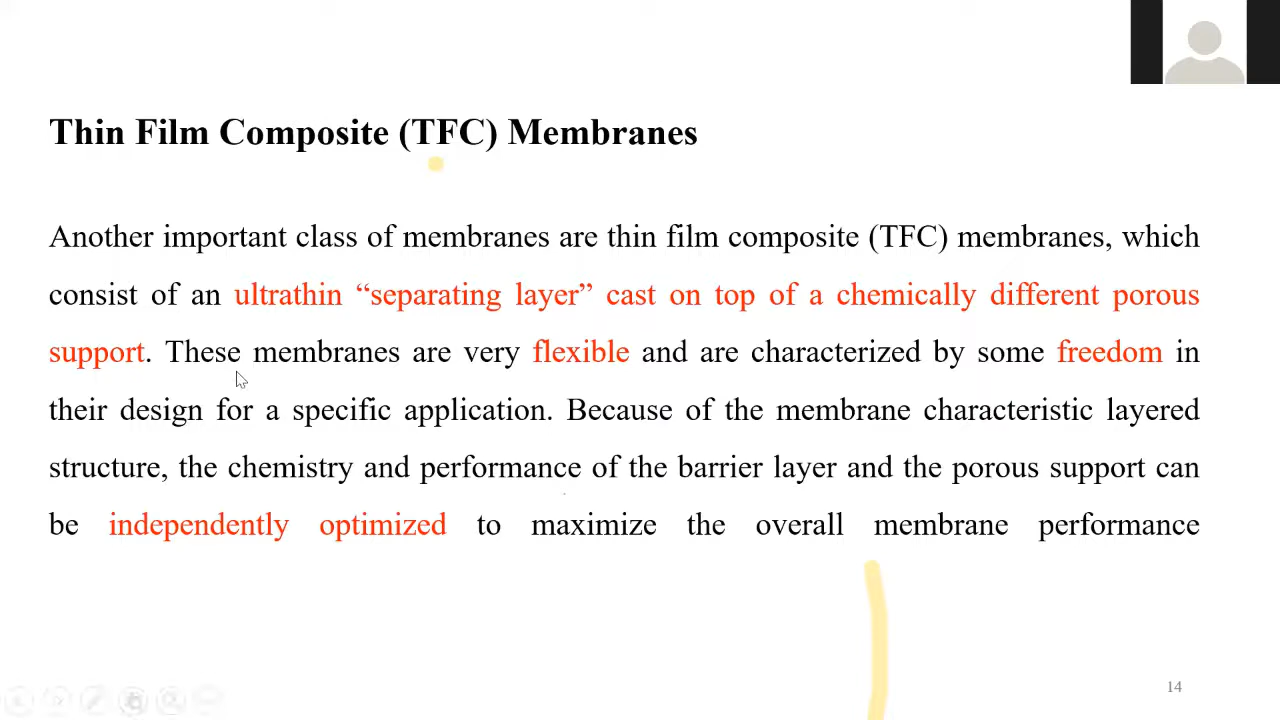 Thin Film Composite (TFC) Membranes
Another important class of membranes are thin film composite (TFC) membranes, which
consist of an ultrathin “separating layer” cast on top of a chemically different porous
support. These membranes are very flexible and are characterized by some freedom in
their design for a specific application. Because of the membrane characteristic layered
structure, the chemistry and performance of the barrier layer and the porous support can
be independently optimized to maximize the overall membrane performance
14